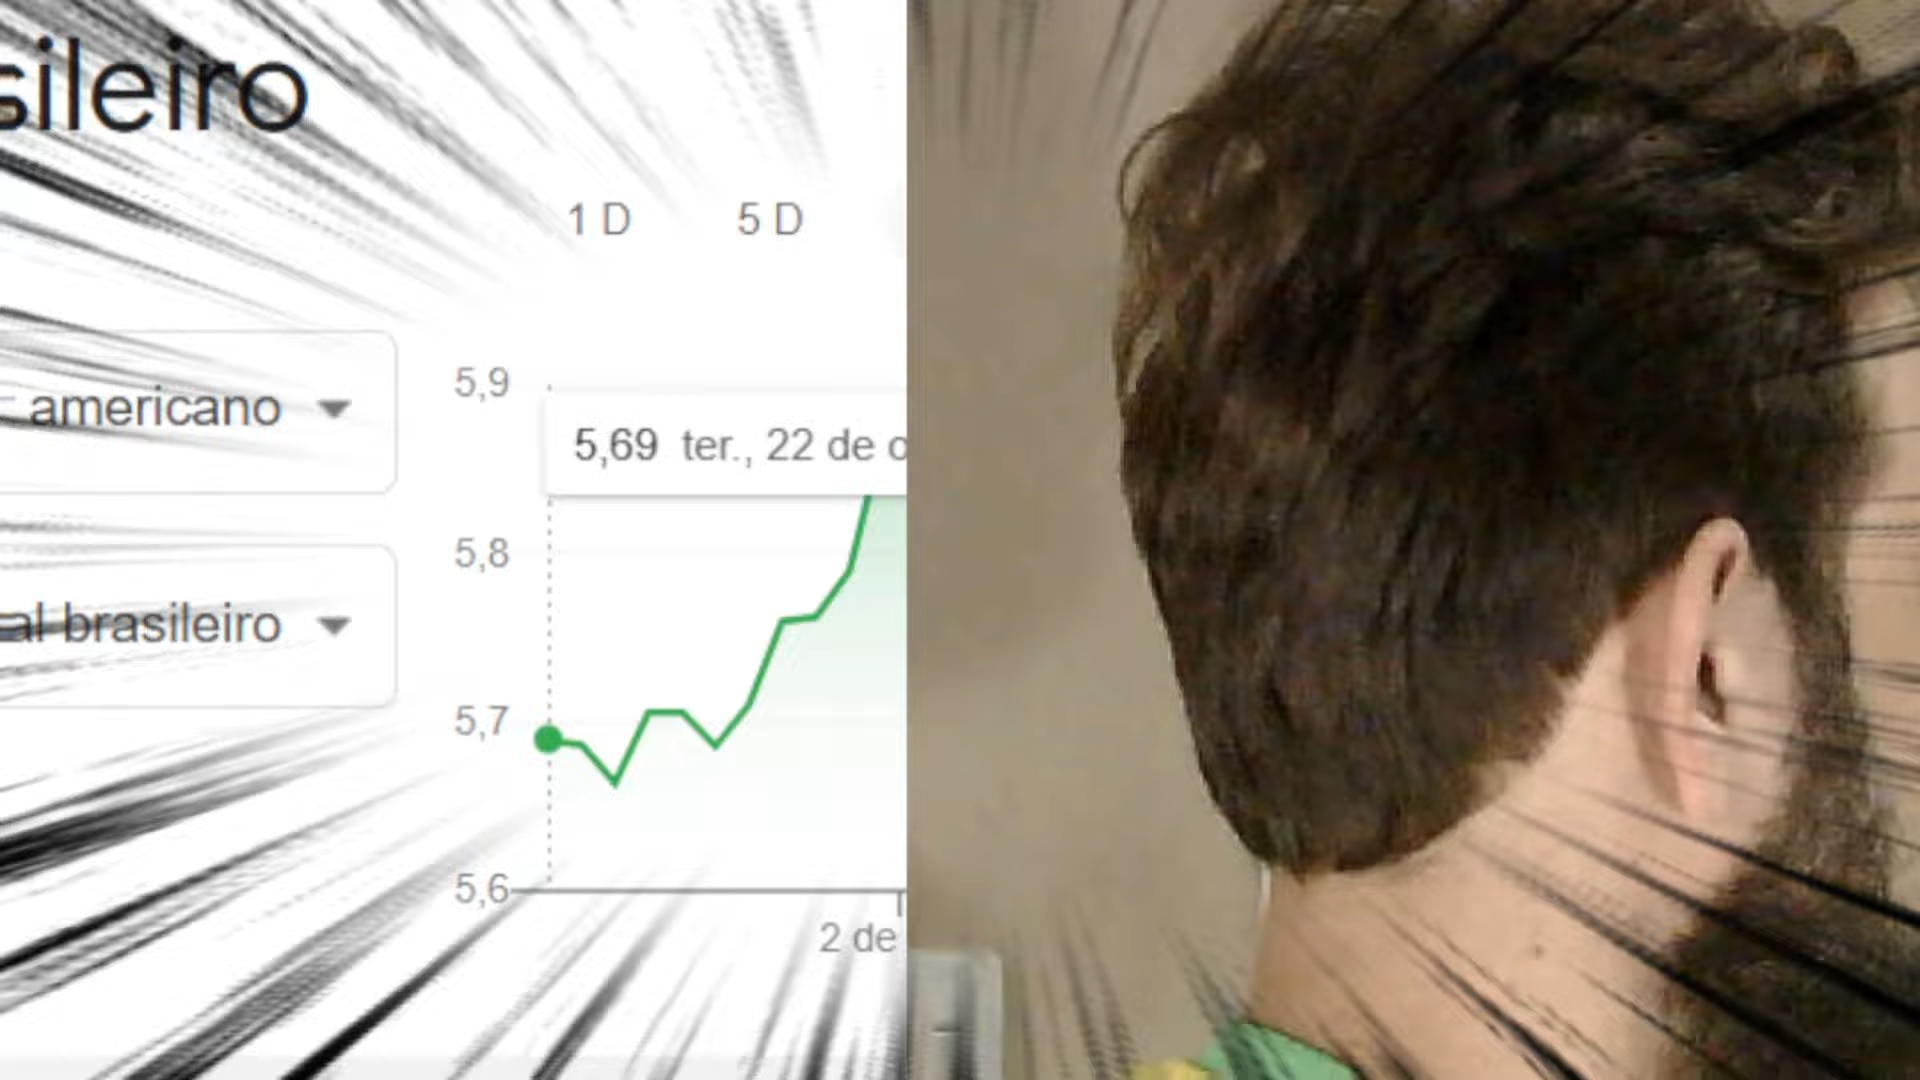 sileiro
1 D 5 D
americano
5,9
5,69 ter., 22 de o
5,8
al brasileiro
5,7
5,6
2 de